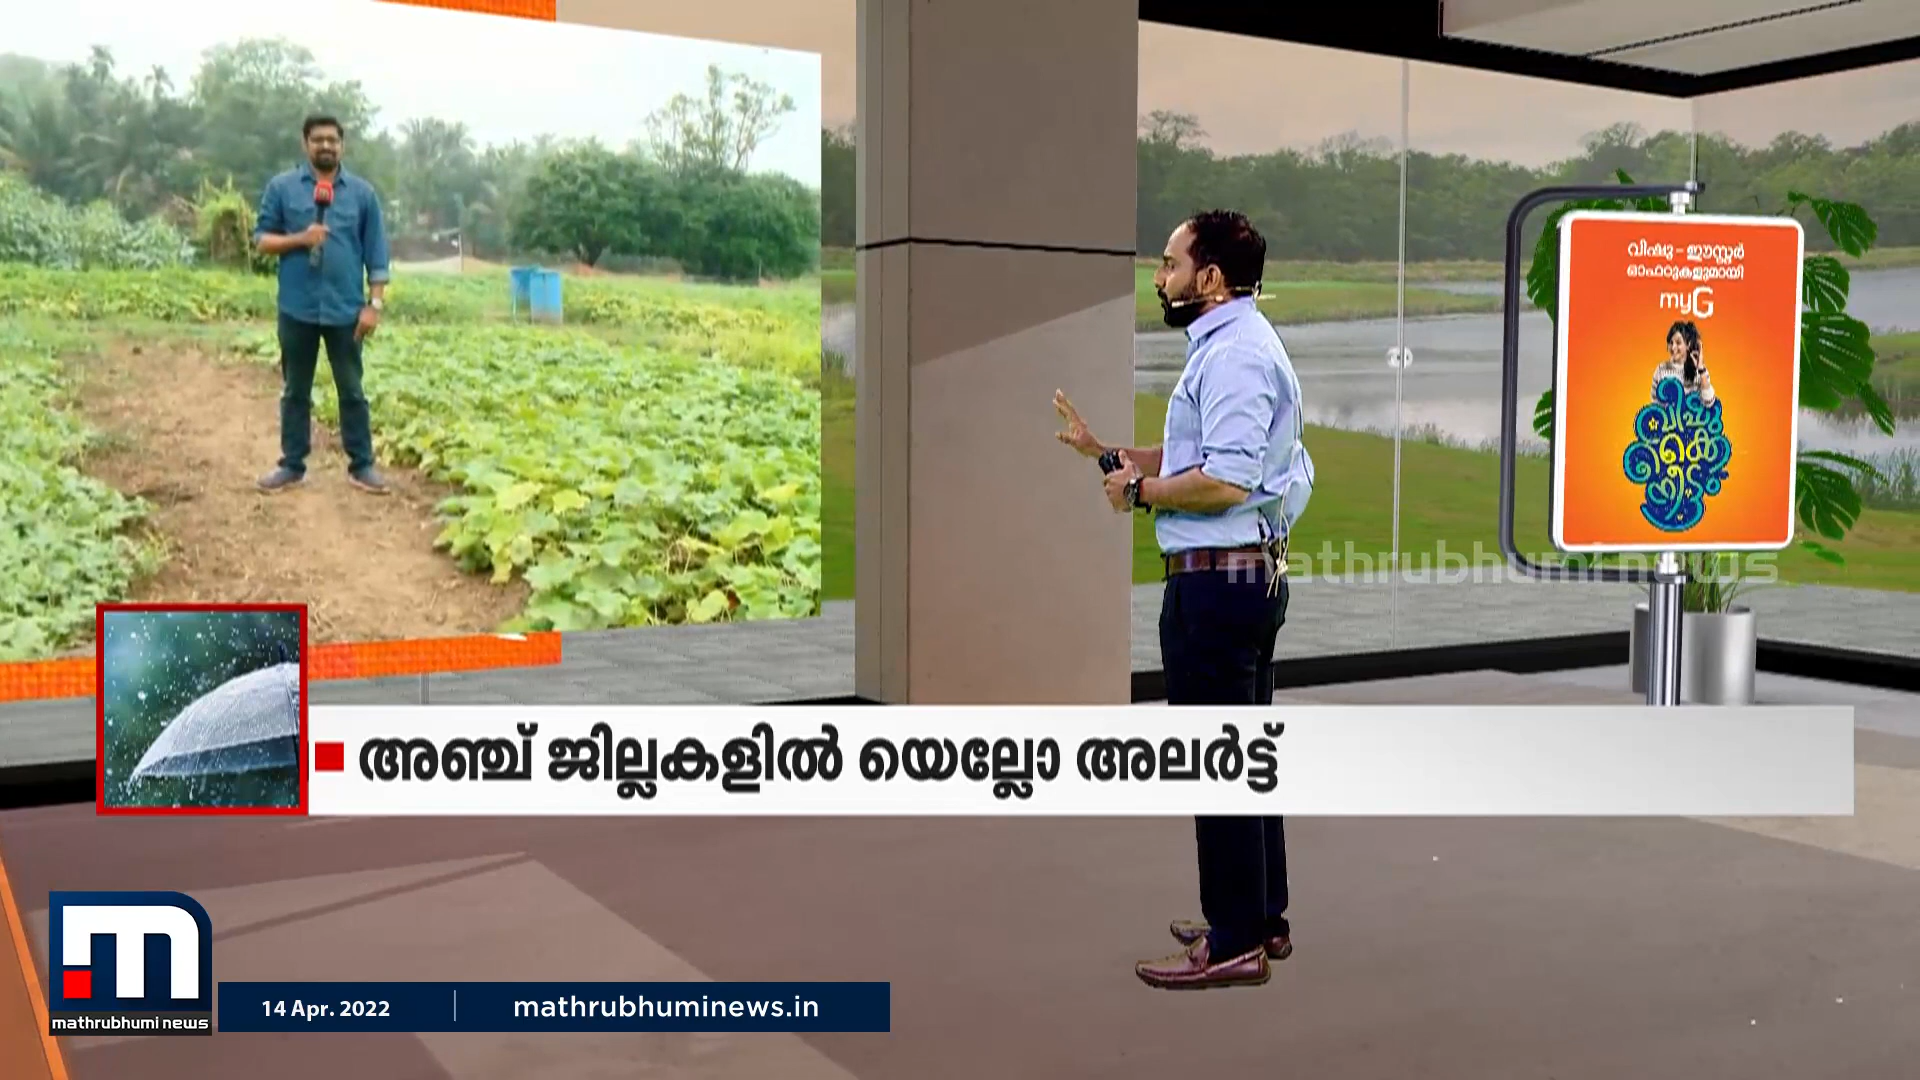 വിഷു - ഈസ്റ്റർ
ഓഫറുകളുമായി
myG
വിഷു
കൈ
നീട്ടം
mathrubhumi news
അഞ്ച് ജില്ലകളിൽ യെല്ലോ അലർട്ട്
mathrubhumi news
14 Apr. 2022
mathrubhuminews.in